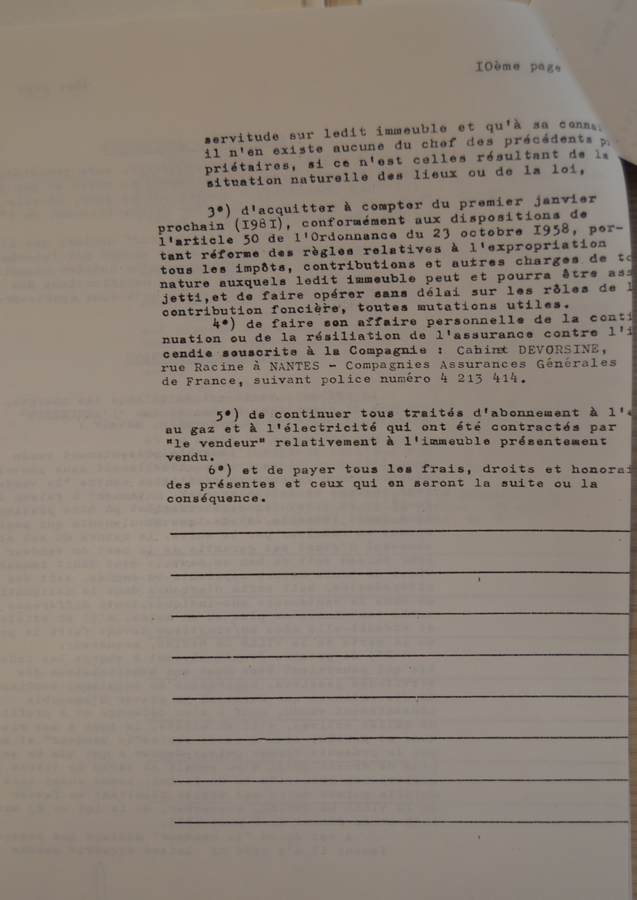 10ème page
servitude sur ledit immeuble et qu'à sa
il n'en existe aucune du chef des précédents
priétaires, si ce n'est celles résultant de la
situation naturelle des lieux ou de la loi,
3°) d'acquitter à compter du premier janvier
prochain (1981), conformément aux dispositions de
l'article 50 de l'Ordonnance du 23 octobre 1958, por-
tant réforme des règles relatives à l'expropriation
tous les impôts, contributions et autres charges de
nature auxquels ledit immeuble peut et pourra être
jetti,et de faire opérer sans délai sur les rôles de
contribution foncière, toutes mutations utiles.
4°) de faire son affaire personnelle de la conti
nuation ou de la résiliation de l'assurance contre
cendie souscrite à la Compagnie : Cabinet DEVORSINE,
rue Racine à NANTES - Compagnies Assurances Générales
de France, suivant police numéro 4 213 414.
5°) de continuer tous traités d'abonnement à
au gaz et à l'électricité qui ont été contractés par
"le vendeur" relativement à l'immeuble présentement
vendu.
6°) et de payer tous les frais, droits et
des présentes et ceux qui en seront la suite ou la
conséquence.